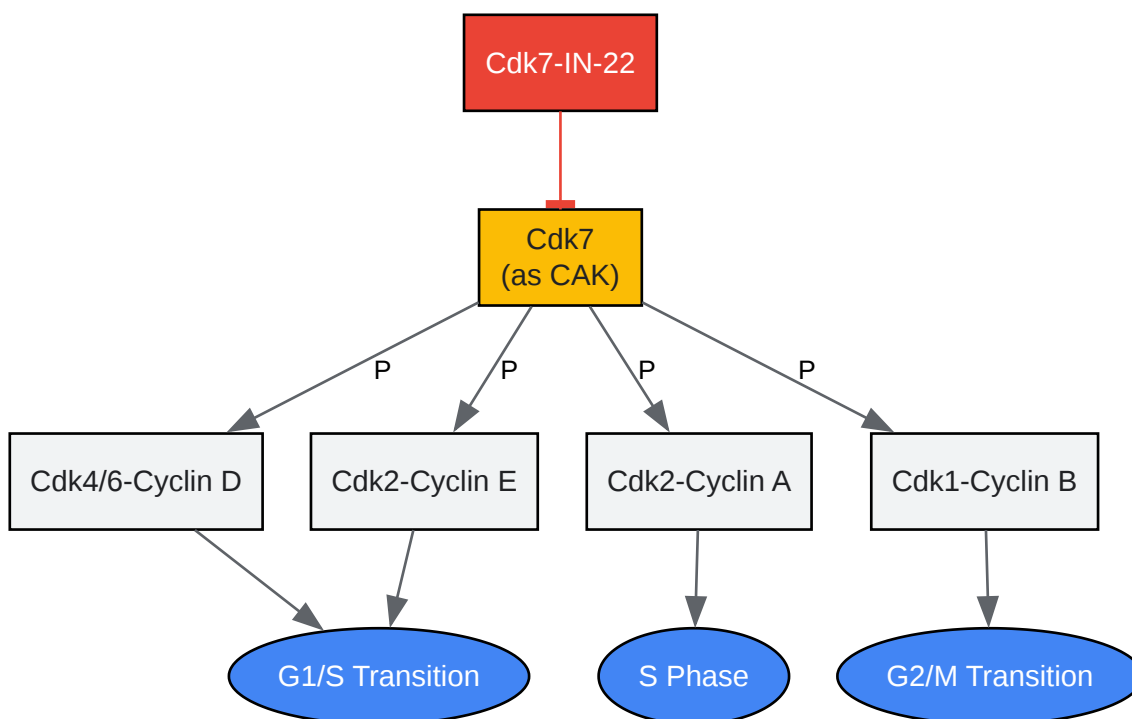 Cdk7-IN-22
Cdk7
(as CAK)
P
P
P
P
Cdk4/6-Cyclin D
Cdk2-Cyclin E
Cdk2-Cyclin A
Cdk1-Cyclin B
G1/S Transition
S Phase
G2/M Transition